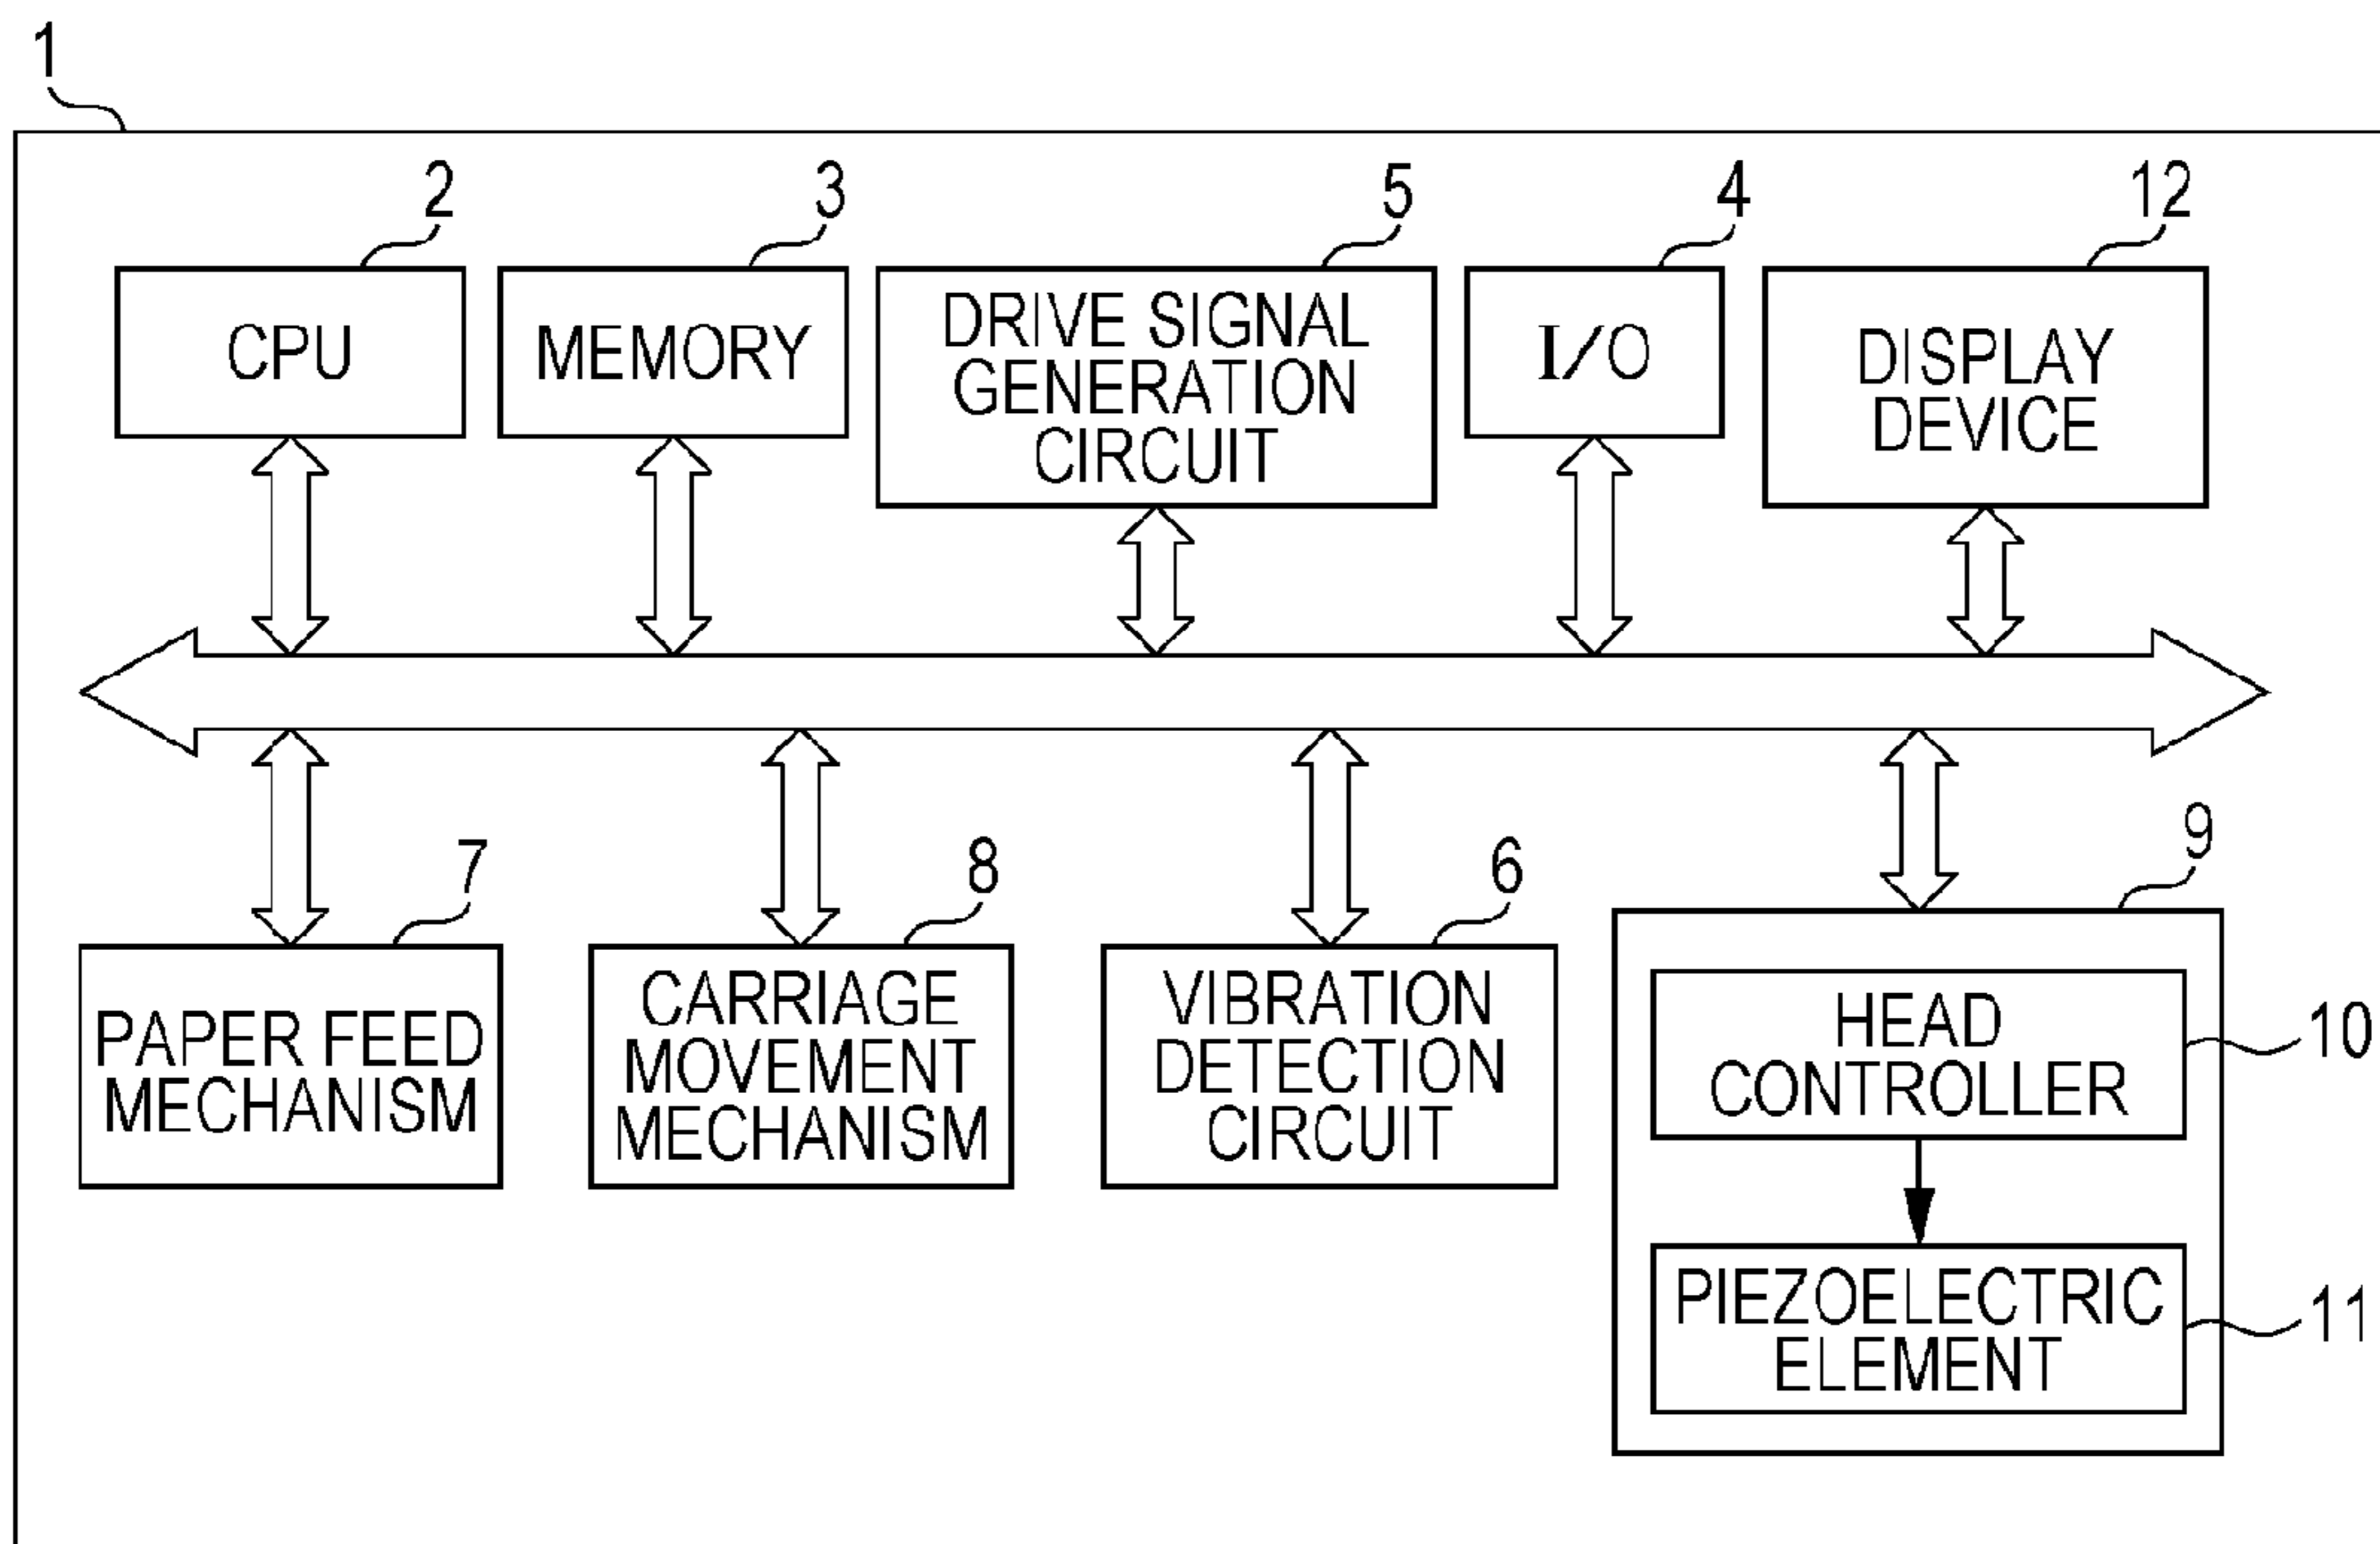 1
2
3
5
4
12
CPU
MEMORY
DRIVE SIGNAL
GENERATION
CIRCUIT
I/O
DISPLAY
DEVICE
7
8
6
9
PAPER FEED
MECHANISM
CARRIAGE
MOVEMENT
MECHANISM
VIBRATION
DETECTION
CIRCUIT
HEAD
CONTROLLER
10
PIEZOELECTRIC
ELEMENT
11